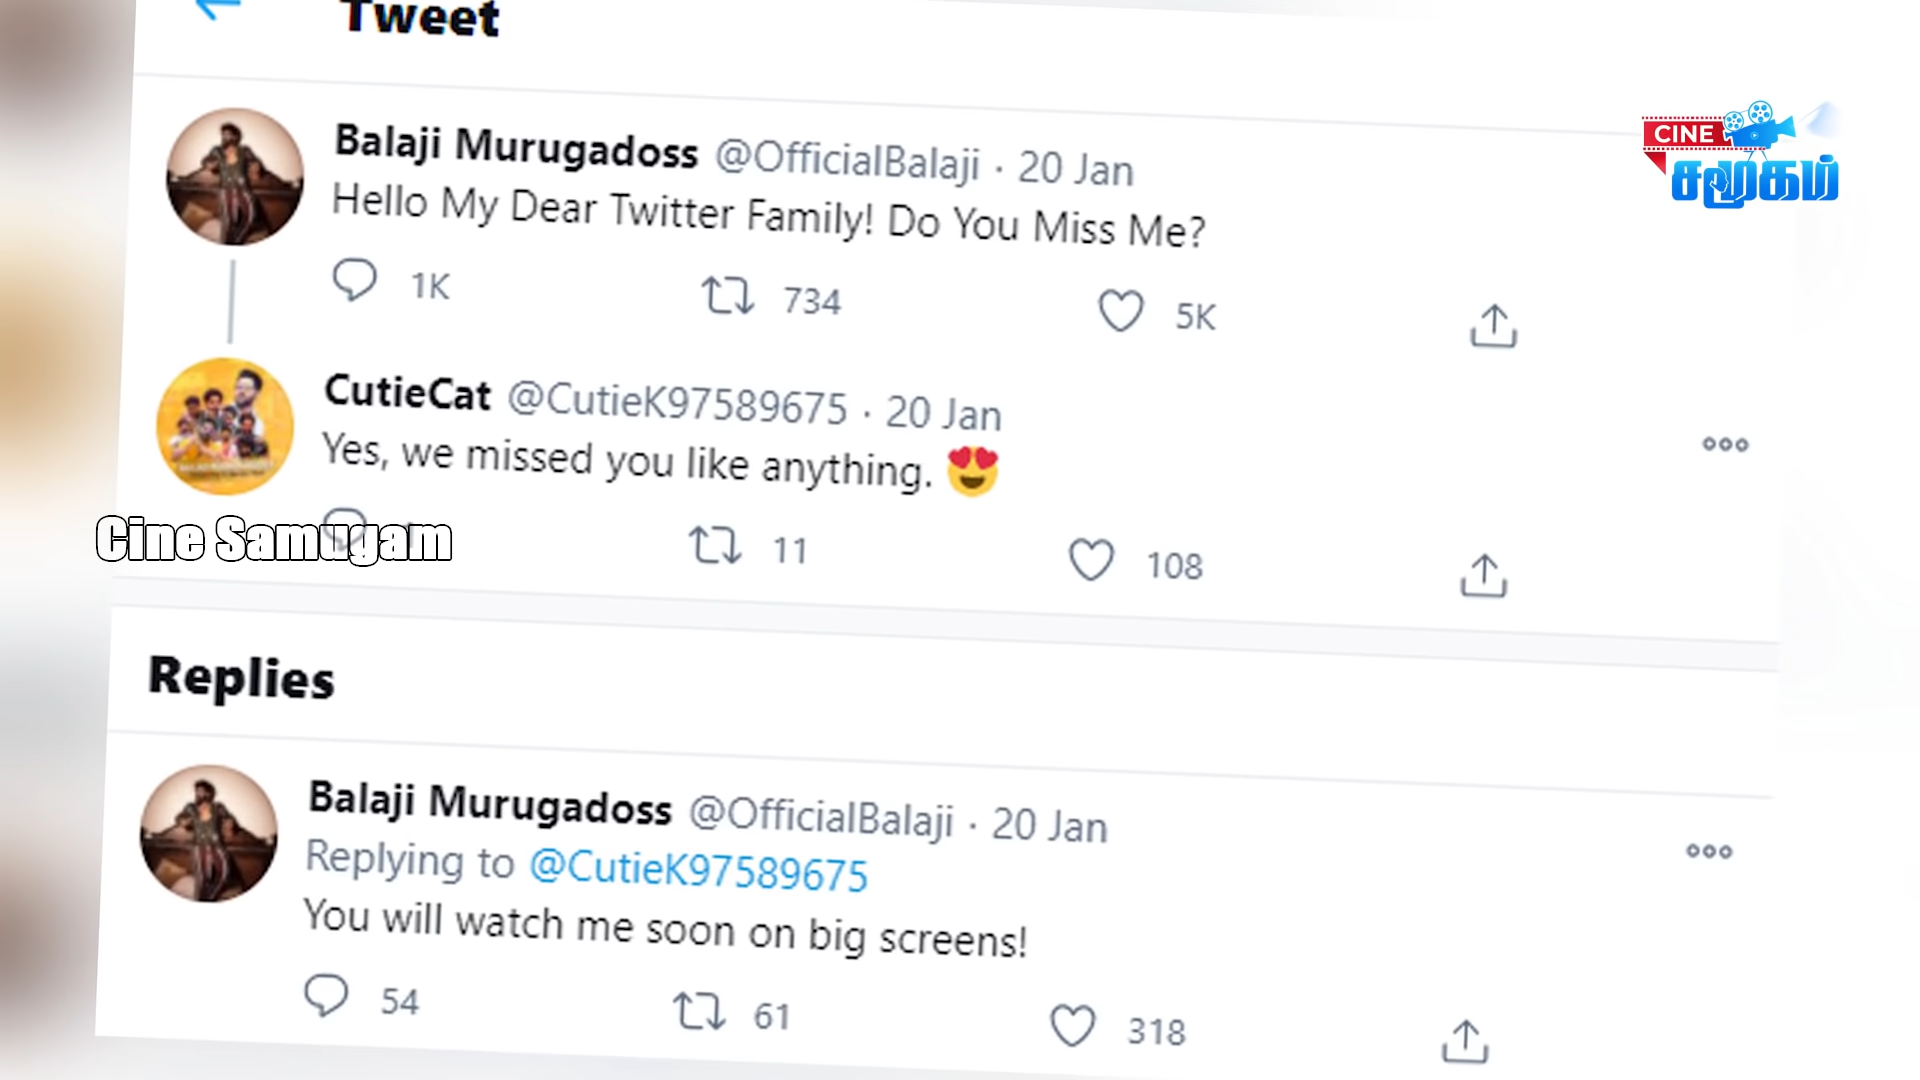 Tweet
CINE
சமூகம்
Balaji Murugadoss @OfficialBalaji · 20 Jan
Hello My Dear Twitter Family! Do You Miss Me?
1K 734 5K
CutieCat @CutieK97589675 · 20 Jan
Yes, we missed you like anything. 😍
11 108
Cine Samugam
Replies
Balaji Murugadoss @OfficialBalaji · 20 Jan
Replying to @CutieK97589675
You will watch me soon on big screens!
54 61 318